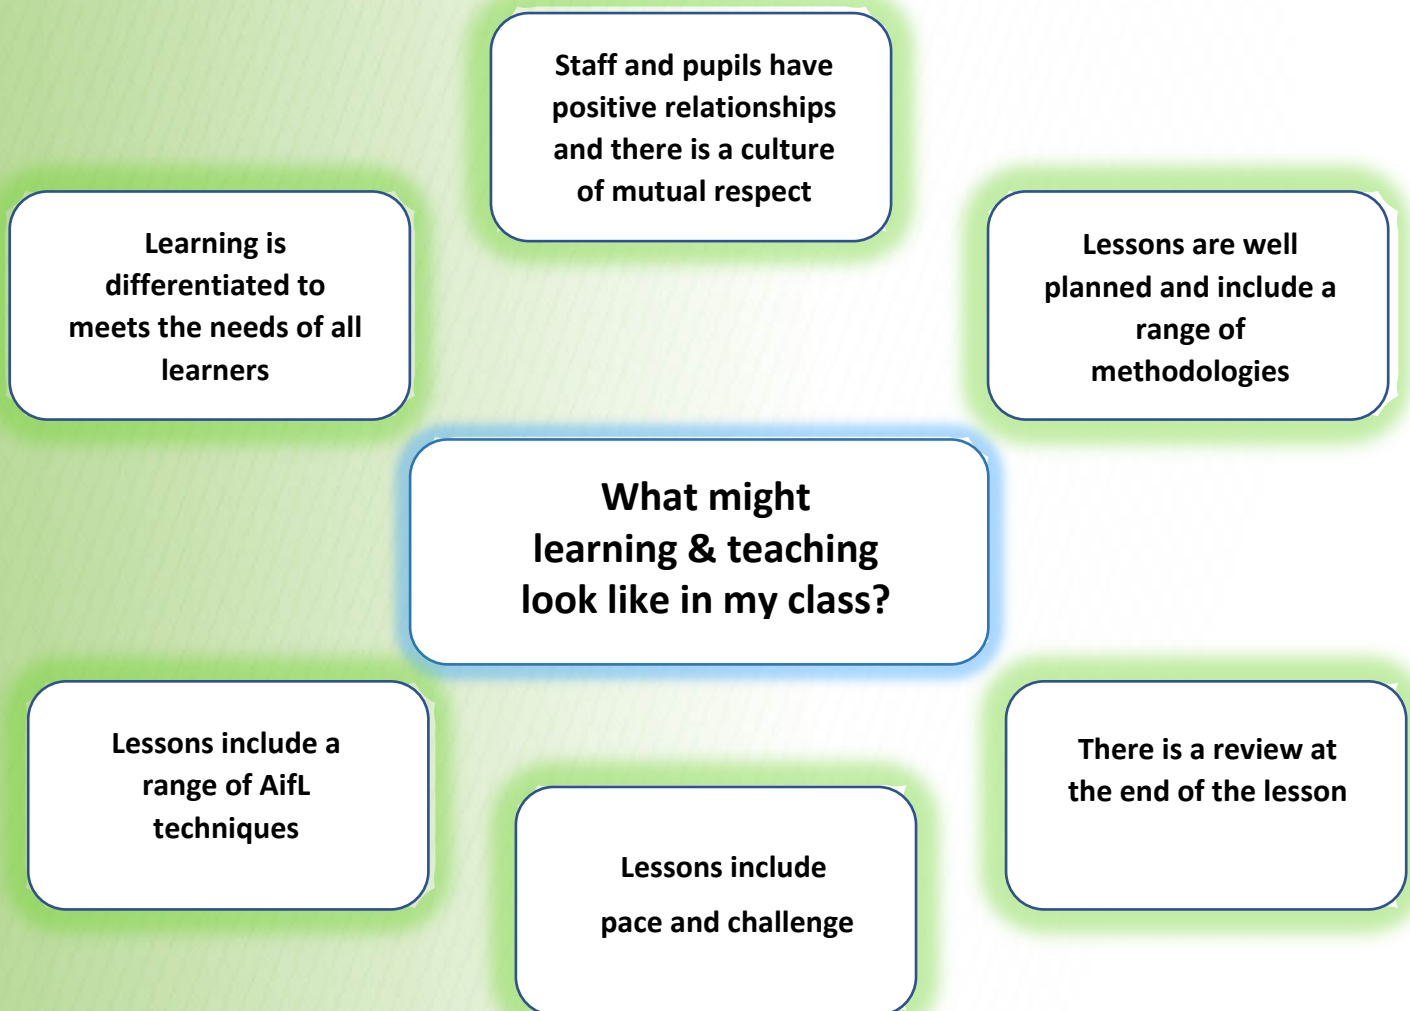 Staff and pupils have
positive relationships
and there is a culture
of mutual respect
Learning is
differentiated to
meets the needs of all
learners
Lessons are well
planned and include a
range of
methodologies
What might
learning & teaching
look like in my class?
Lessons include a
range of AifL
techniques
There is a review at
the end of the lesson
Lessons include
pace and challenge